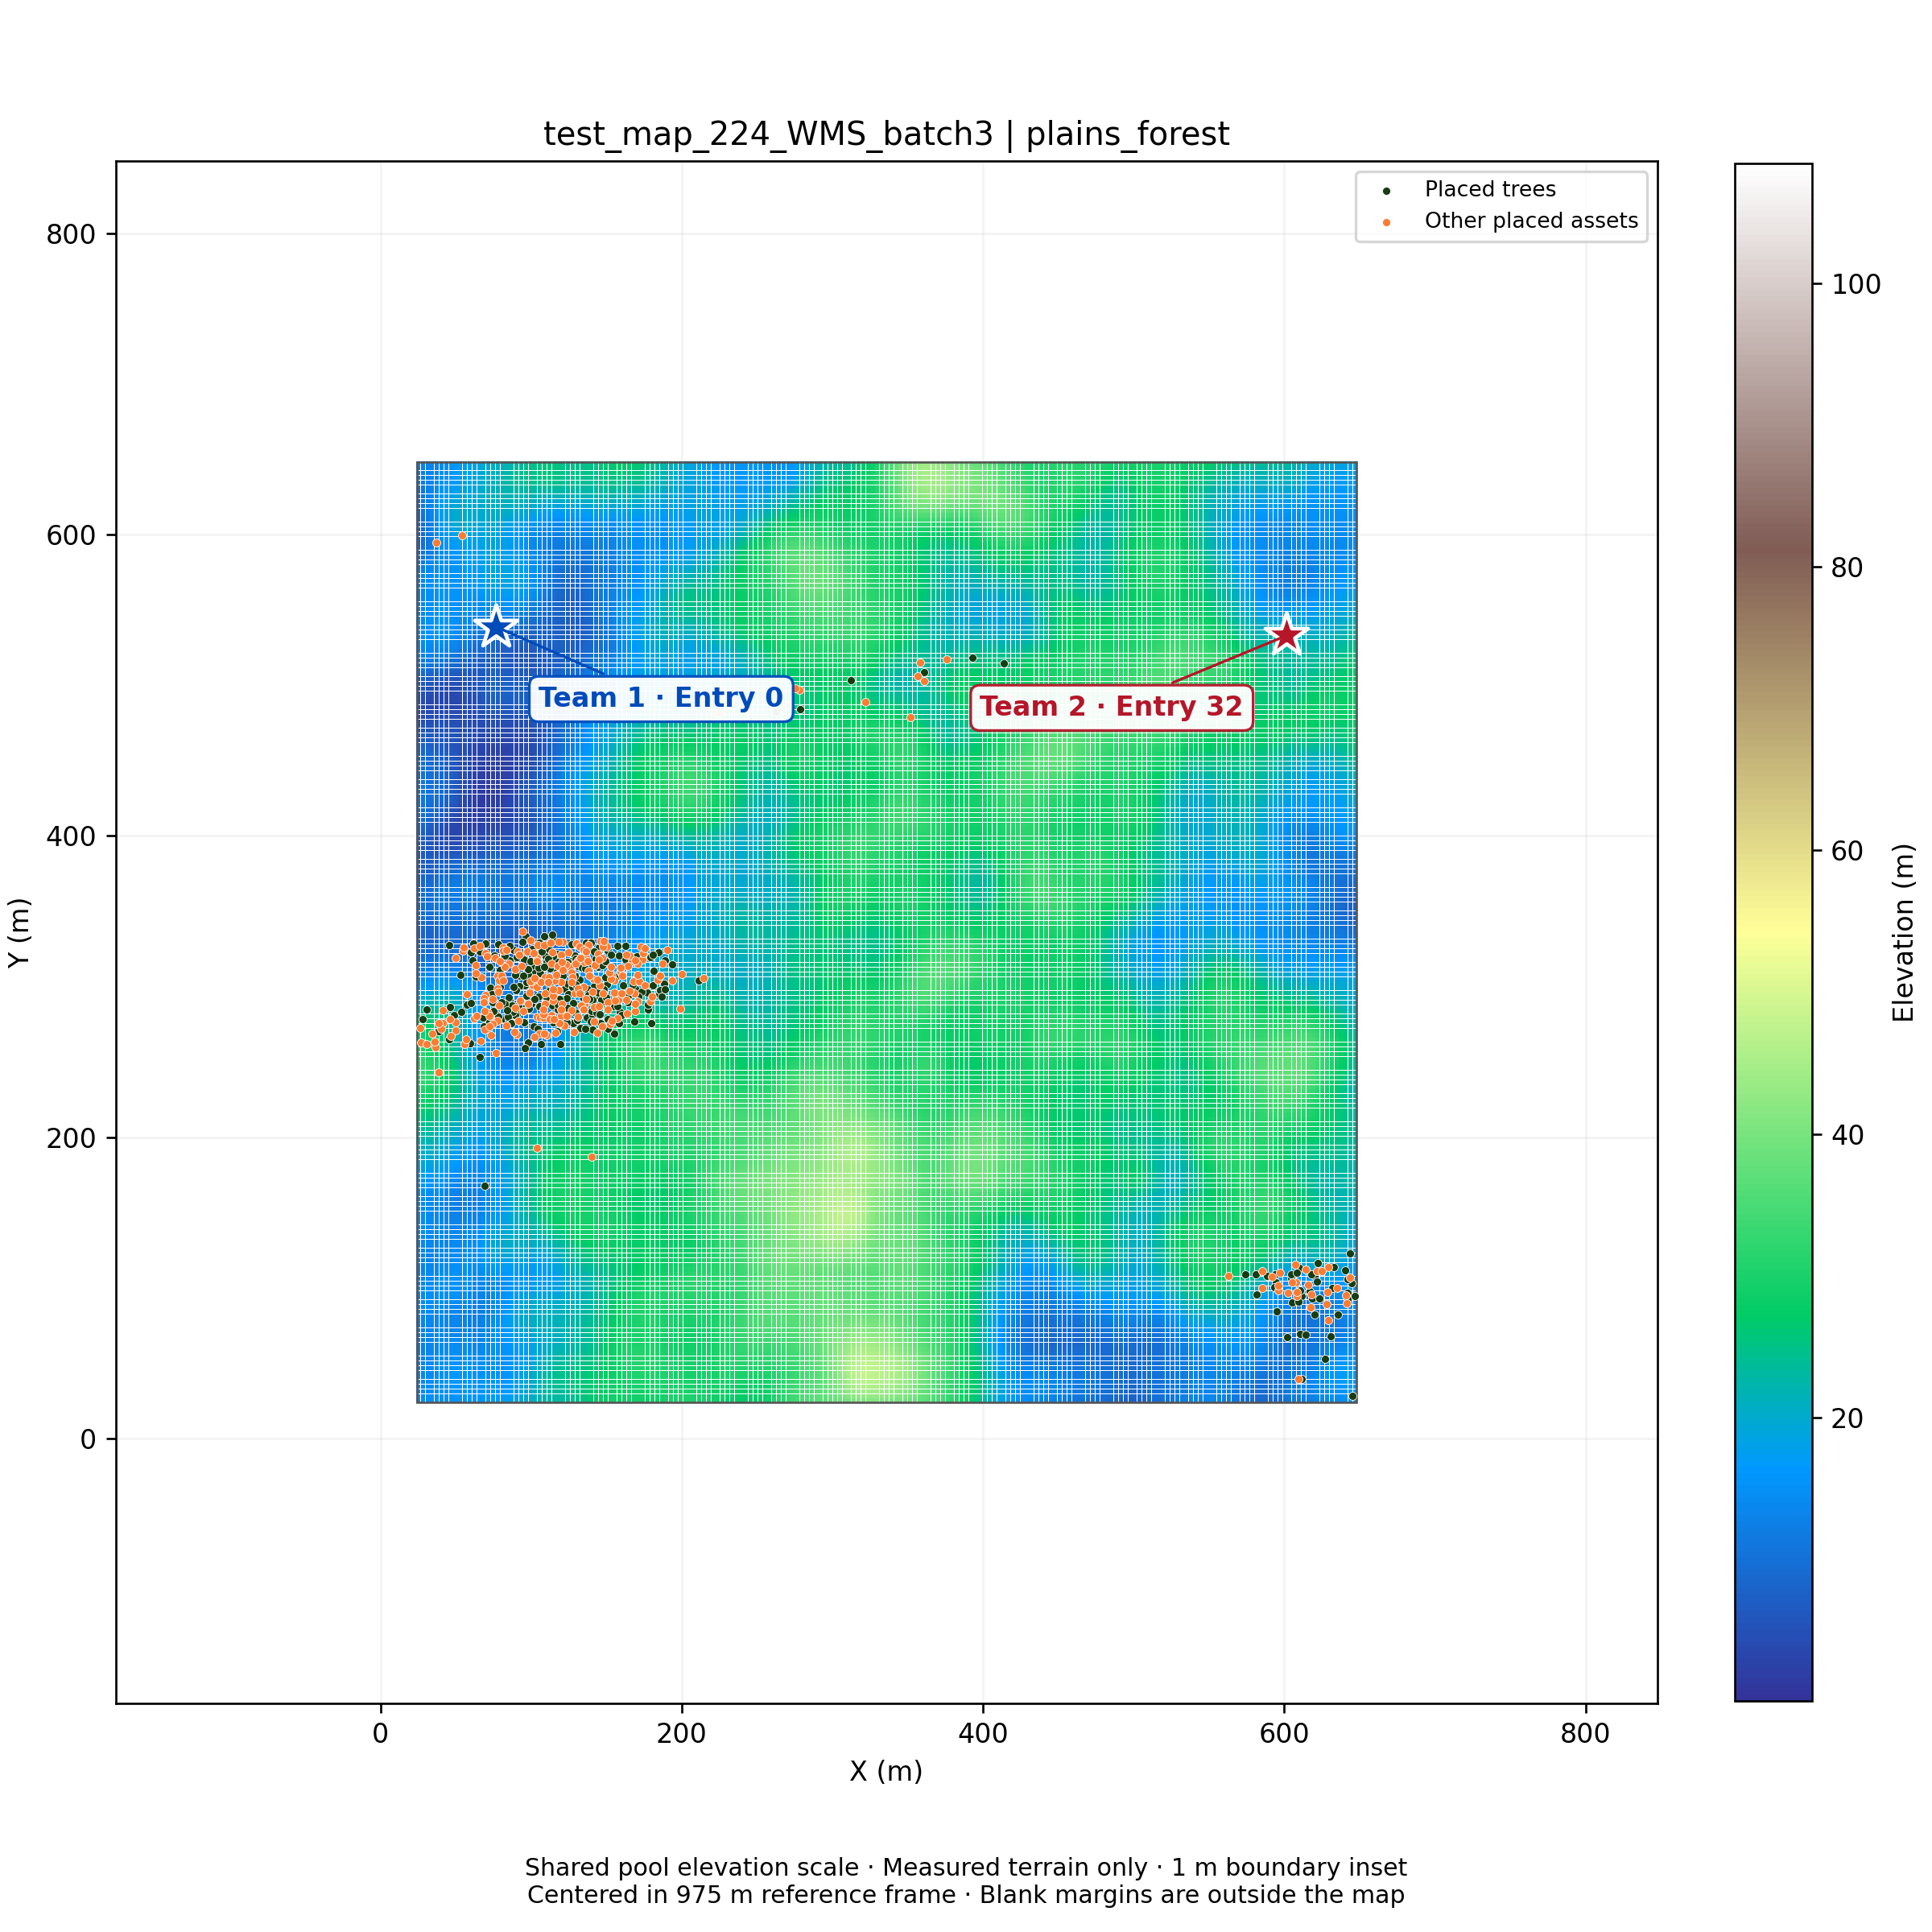 test_map_224_WMS_batch3 | plains_forest
Placed trees
Other placed assets
Team 1 · Entry 0
Team 2 · Entry 32
800
600
400
200
0
Y (m)
0
200
400
600
800
X (m)
100
80
60
40
20
Elevation (m)
Shared pool elevation scale · Measured terrain only · 1 m boundary inset
Centered in 975 m reference frame · Blank margins are outside the map